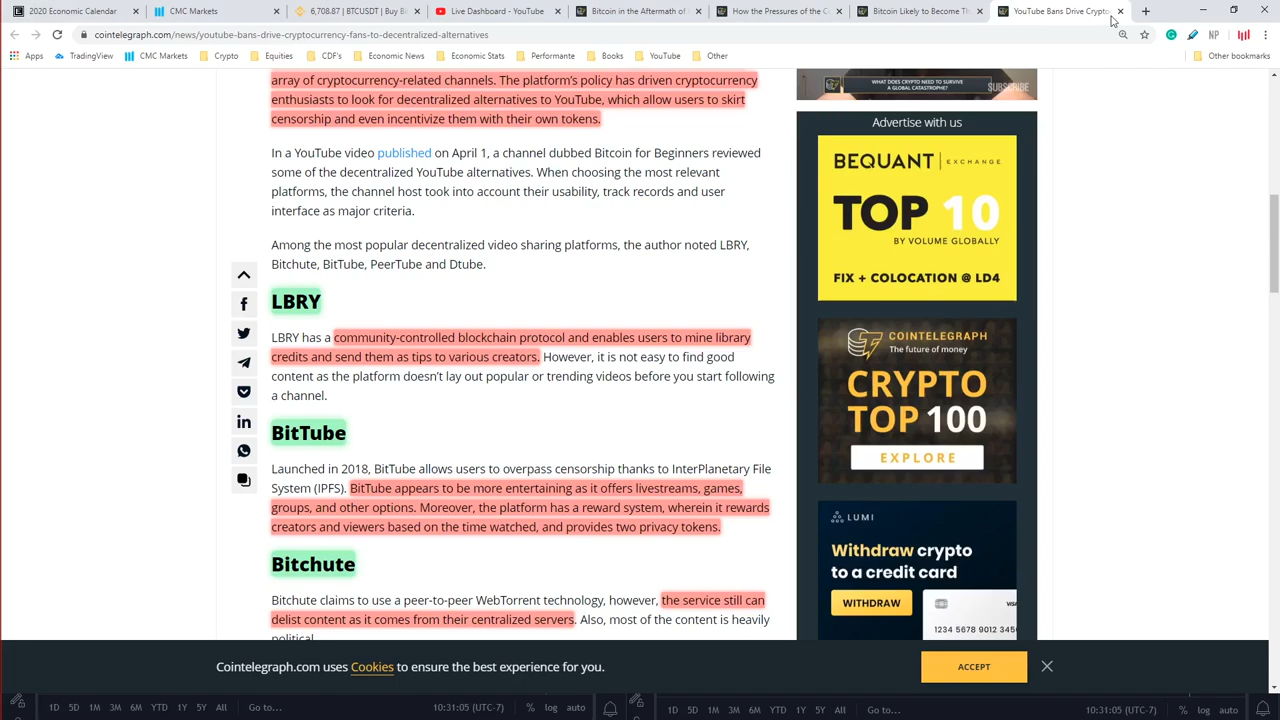 2020 Economic Calendar
CMC Markets
6,708.87 | BTCUSDT | Buy Bi
Live Dashboard - YouTube
Bitcoin in the Aftermath of
How the Pressures of the C
Bitcoin Likely to Become Th
YouTube Bans Drive Crypto
cointelegraph.com/news/youtube-bans-drive-cryptocurrency-fans-to-decentralized-alternatives
NP
Apps
TradingView
CMC Markets
Crypto
Equities
CDF's
Economic News
Economic Stats
Performante
Books
YouTube
Other
Other bookmarks
array of cryptocurrency-related channels. The platform's policy has driven cryptocurrency
enthusiasts to look for decentralized alternatives to YouTube, which allow users to skirt
censorship and even incentivize them with their own tokens.
In a YouTube video published on April 1, a channel dubbed Bitcoin for Beginners reviewed
some of the decentralized YouTube alternatives. When choosing the most relevant
platforms, the channel host took into account their usability, track records and user
interface as major criteria.
Among the most popular decentralized video sharing platforms, the author noted LBRY,
Bitchute, BitTube, PeerTube and Dtube.
LBRY
LBRY has a community-controlled blockchain protocol and enables users to mine library
credits and send them as tips to various creators. However, it is not easy to find good
content as the platform doesn't lay out popular or trending videos before you start following
a channel.
BitTube
Launched in 2018, BitTube allows users to overpass censorship thanks to InterPlanetary File
System (IPFS). BitTube appears to be more entertaining as it offers livestreams, games,
groups, and other options. Moreover, the platform has a reward system, wherein it rewards
creators and viewers based on the time watched, and provides two privacy tokens.
Bitchute
Bitchute claims to use a peer-to-peer WebTorrent technology, however, the service still can
delist content as it comes from their centralized servers. Also, most of the content is heavily
political.
WHAT DOES CRYPTO NEED TO SURVIVE
A GLOBAL CATASTROPHE?
SUBSCRIBE
Advertise with us
BEQUANT | EXCHANGE
TOP 10
BY VOLUME GLOBALLY
FIX + COLOCATION @ LD4
COINTELEGRAPH
The future of money
CRYPTO
TOP 100
EXPLORE
LUMI
Withdraw crypto
to a credit card
WITHDRAW
VISA
1234 5678 9012 3456
Cointelegraph.com uses Cookies to ensure the best experience for you.
ACCEPT
1D 5D 1M 3M 6M YTD 1Y 5Y All Go to... 10:31:05 (UTC-7) % log auto
1D 5D 1M 3M 6M YTD 1Y 5Y All Go to... 10:31:05 (UTC-7) % log auto